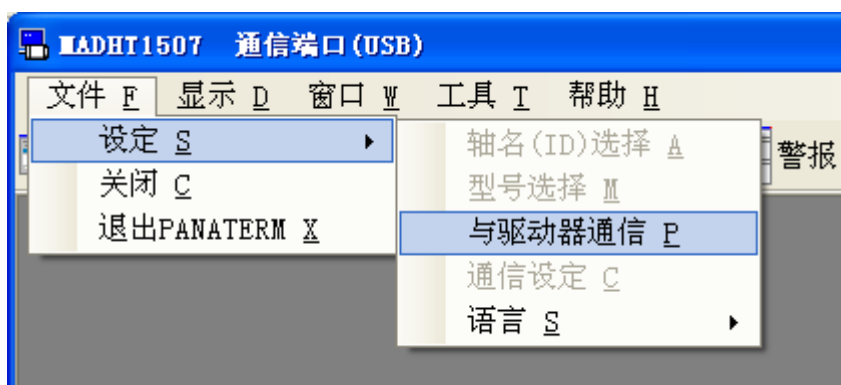 MADHT1507 通信端口(USB)
文件 F 显示 D 窗口 W 工具 T 帮助 H
设定 S
关闭 C
退出PANATERM X
轴名(ID)选择 A
型号选择 M
与驱动器通信 P
通信设定 C
语言 S
警报